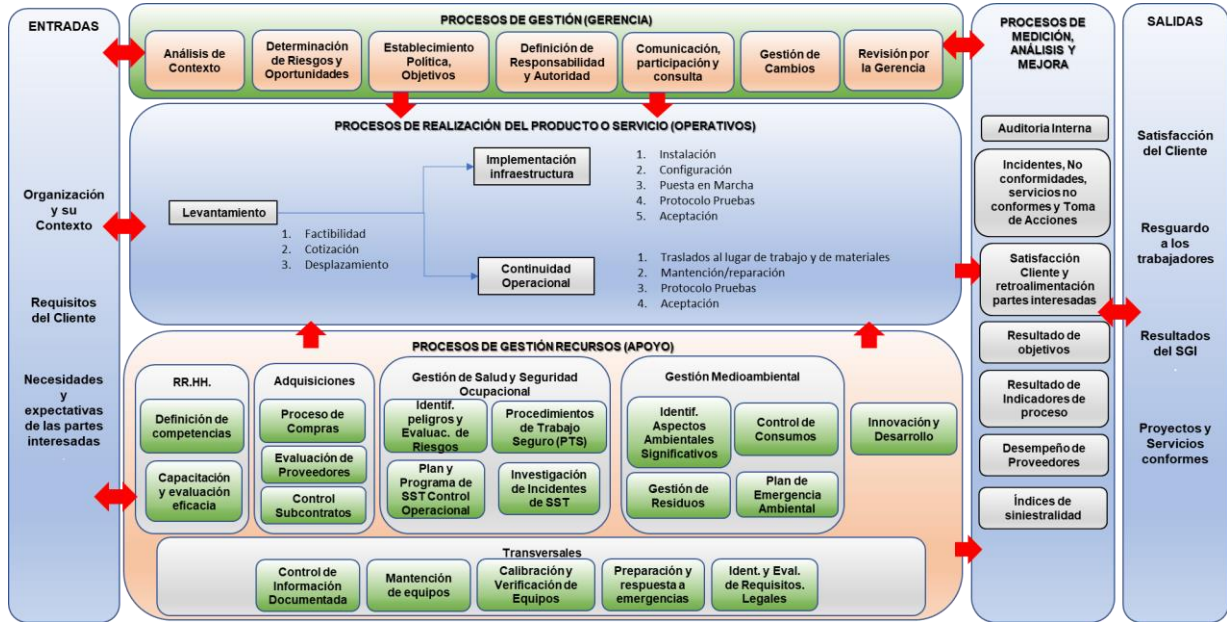 ENTRADAS
Organización
y su
Contexto
Requisitos
del Cliente
Necesidades
y
expectativas
de las partes
interesadas
PROCESOS DE GESTIÓN (GERENCIA)
Análisis de
Contexto
Determinación
de Riesgos y
Oportunidades
Establecimiento
Política,
Objetivos
Definición de
Responsabilidad
y Autoridad
Comunicación,
participación y
consulta
Gestión de
Cambios
Revisión por
la Gerencia
PROCESOS DE REALIZACIÓN DEL PRODUCTO O SERVICIO (OPERATIVOS)
Levantamiento
1. Factibilidad
2. Cotización
3. Desplazamiento
Implementación
infraestructura
1. Instalación
2. Configuración
3. Puesta en Marcha
4. Protocolo Pruebas
5. Aceptación
Continuidad
Operacional
1. Traslados al lugar de trabajo y de materiales
2. Mantención/reparación
3. Protocolo Pruebas
4. Aceptación
PROCESOS DE GESTIÓN RECURSOS (APOYO)
RR.HH.
Definición de
competencias
Capacitación
y evaluación
eficacia
Adquisiciones
Proceso de
Compras
Evaluación de
Proveedores
Control
Subcontratos
Gestión de Salud y Seguridad
Ocupacional
Identif.
peligros y
Evaluac. de
Riesgos
Procedimientos
de Trabajo
Seguro (PTS)
Plan y
Programa de
SST Control
Operacional
Investigación
de Incidentes
de SST
Gestión Medioambiental
Identif.
Aspectos
Ambientales
Significativos
Control de
Consumos
Gestión de
Residuos
Plan de
Emergencia
Ambiental
Innovación y
Desarrollo
Transversales
Control de
Información
Documentada
Mantención
de equipos
Calibración y
Verificación de
Equipos
Preparación y
respuesta a
emergencias
Ident. y Eval.
de Requisitos.
Legales
PROCESOS DE
MEDICIÓN,
ANÁLISIS Y
MEJORA
Auditoria Interna
Incidentes, No
conformidades,
servicios no
conformes y Toma
de Acciones
Satisfacción
Cliente y
retroalimentación
partes interesadas
Resultado de
objetivos
Resultado de
Indicadores de
proceso
Desempeño de
Proveedores
Índices de
siniestralidad
SALIDAS
Satisfacción
del Cliente
Resguardo
a los
trabajadores
Resultados
del SGI
Proyectos y
Servicios
conformes